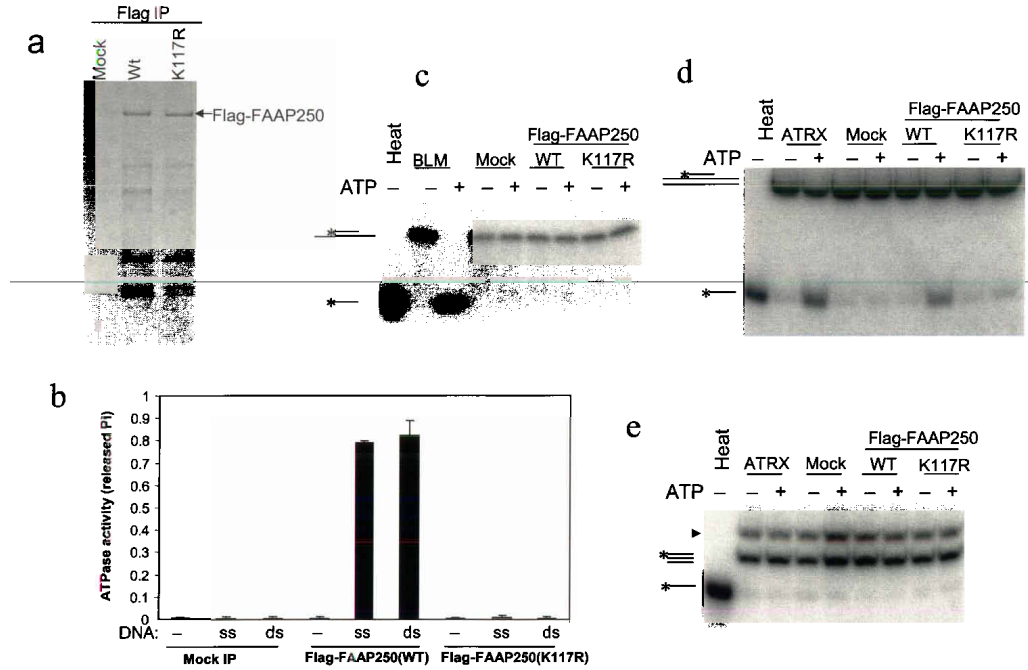 a
Flag IP
Mock Wt K117R
Flag-FAAP250
c
Flag-FAAP250
Heat BLM Mock WT K117R
ATP – – + – + – + – +
*
*
d
Flag-FAAP250
Heat ATRX Mock WT K117R
ATP – – + – + – + – +
*
*
b
ATPase activity (released Pi)
1
0.9
0.8
0.7
0.6
0.5
0.4
0.3
0.2
0.1
0
DNA: – ss ds – ss ds – ss ds
Mock IP Flag-FAAP250(WT) Flag-FAAP250(K117R)
e
Flag-FAAP250
Heat ATRX Mock WT K117R
ATP – – + – + – + – +
*
*